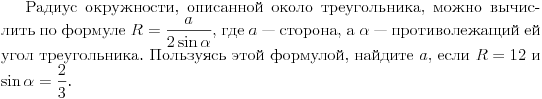 Радиус окружности, описанной около треугольника, можно вычис-
лить по формуле R = a / (2 sin α), где a — сторона, а α — противолежащий ей
угол треугольника. Пользуясь этой формулой, найдите a, если R = 12 и
sin α = 2/3.